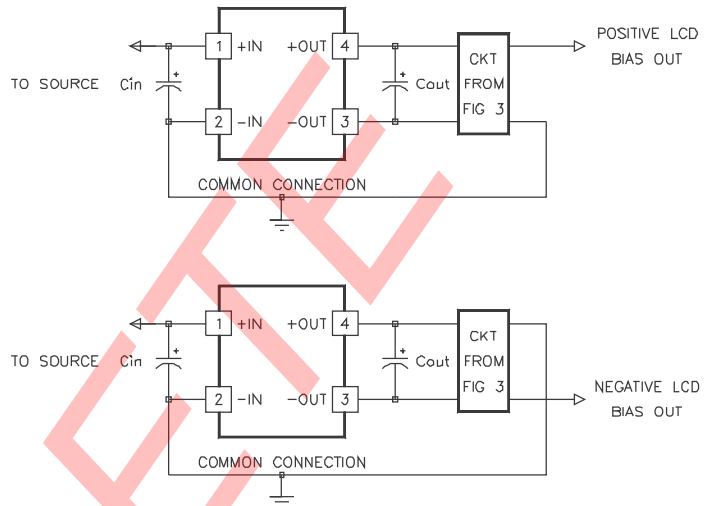 1 +IN +OUT 4
POSITIVE LCD
BIAS OUT
TO SOURCE Cin +
+ Cout
CKT
FROM
FIG 3
2 -IN -OUT 3
COMMON CONNECTION
1 +IN +OUT 4
TO SOURCE Cin +
+ Cout
CKT
FROM
FIG 3
2 -IN -OUT 3
NEGATIVE LCD
BIAS OUT
COMMON CONNECTION
ETE